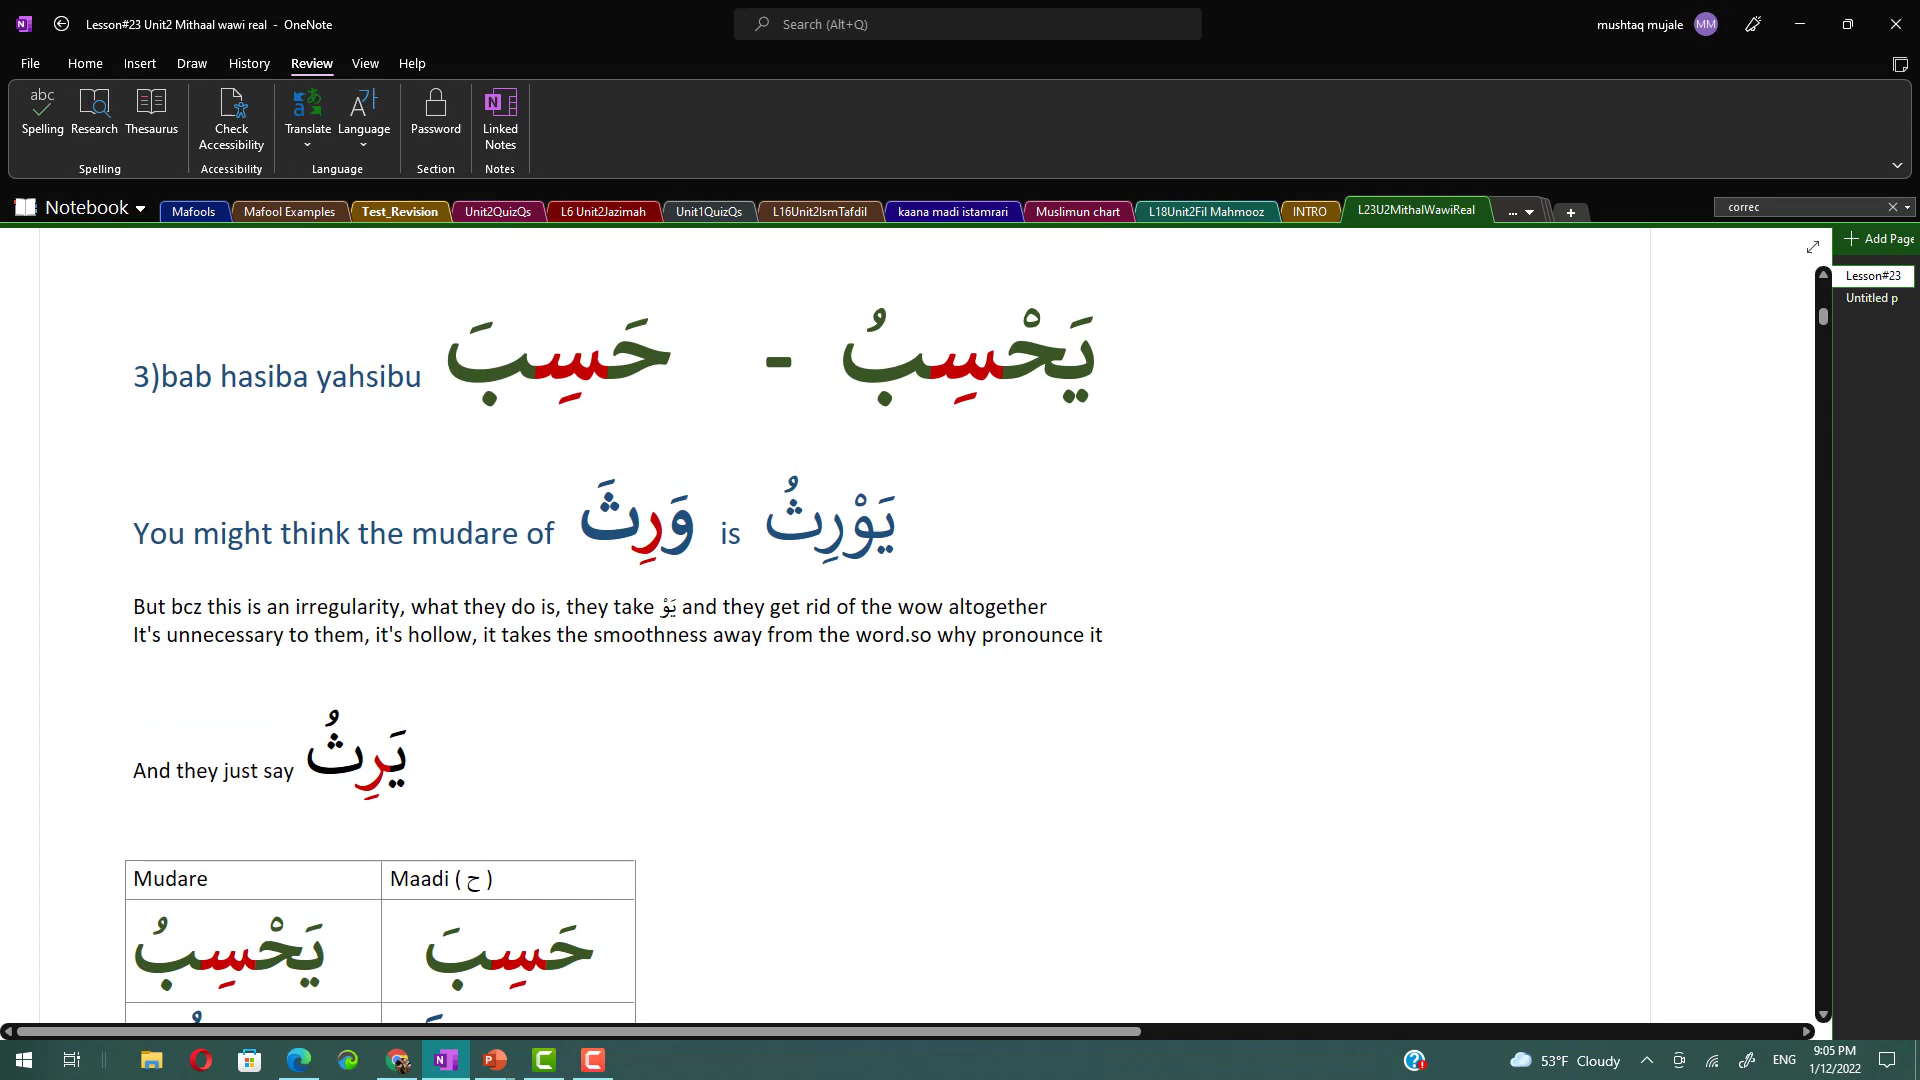 Lesson#23 Unit2 Mithaal wawi real - OneNote
Search (Alt+Q)
mushtaq mujale MM
File Home Insert Draw History Review View Help
abc
Spelling Research Thesaurus Check Accessibility Translate Language Password Linked Notes
Spelling Accessibility Language Section Notes
Notebook Mafools Mafool Examples Test_Revision Unit2QuizQs L6 Unit2Jazimah Unit1QuizQs L16Unit2IsmTafdil kaana madi istamrari Muslimun chart L18Unit2Fil Mahmooz INTRO L23U2MithalWawiReal ... + correc
Add Page
Lesson#23
Untitled p
3)bab hasiba yahsibu حَسِبَ - يَحْسِبُ
You might think the mudare of وَرِثَ is يَوْرِثُ
But bcz this is an irregularity, what they do is, they take يَوْ and they get rid of the wow altogether
It's unnecessary to them, it's hollow, it takes the smoothness away from the word.so why pronounce it
And they just say يَرِثُ
Mudare Maadi ( ح )
يَحْسِبُ حَسِبَ
53°F Cloudy ENG 9:05 PM
1/12/2022